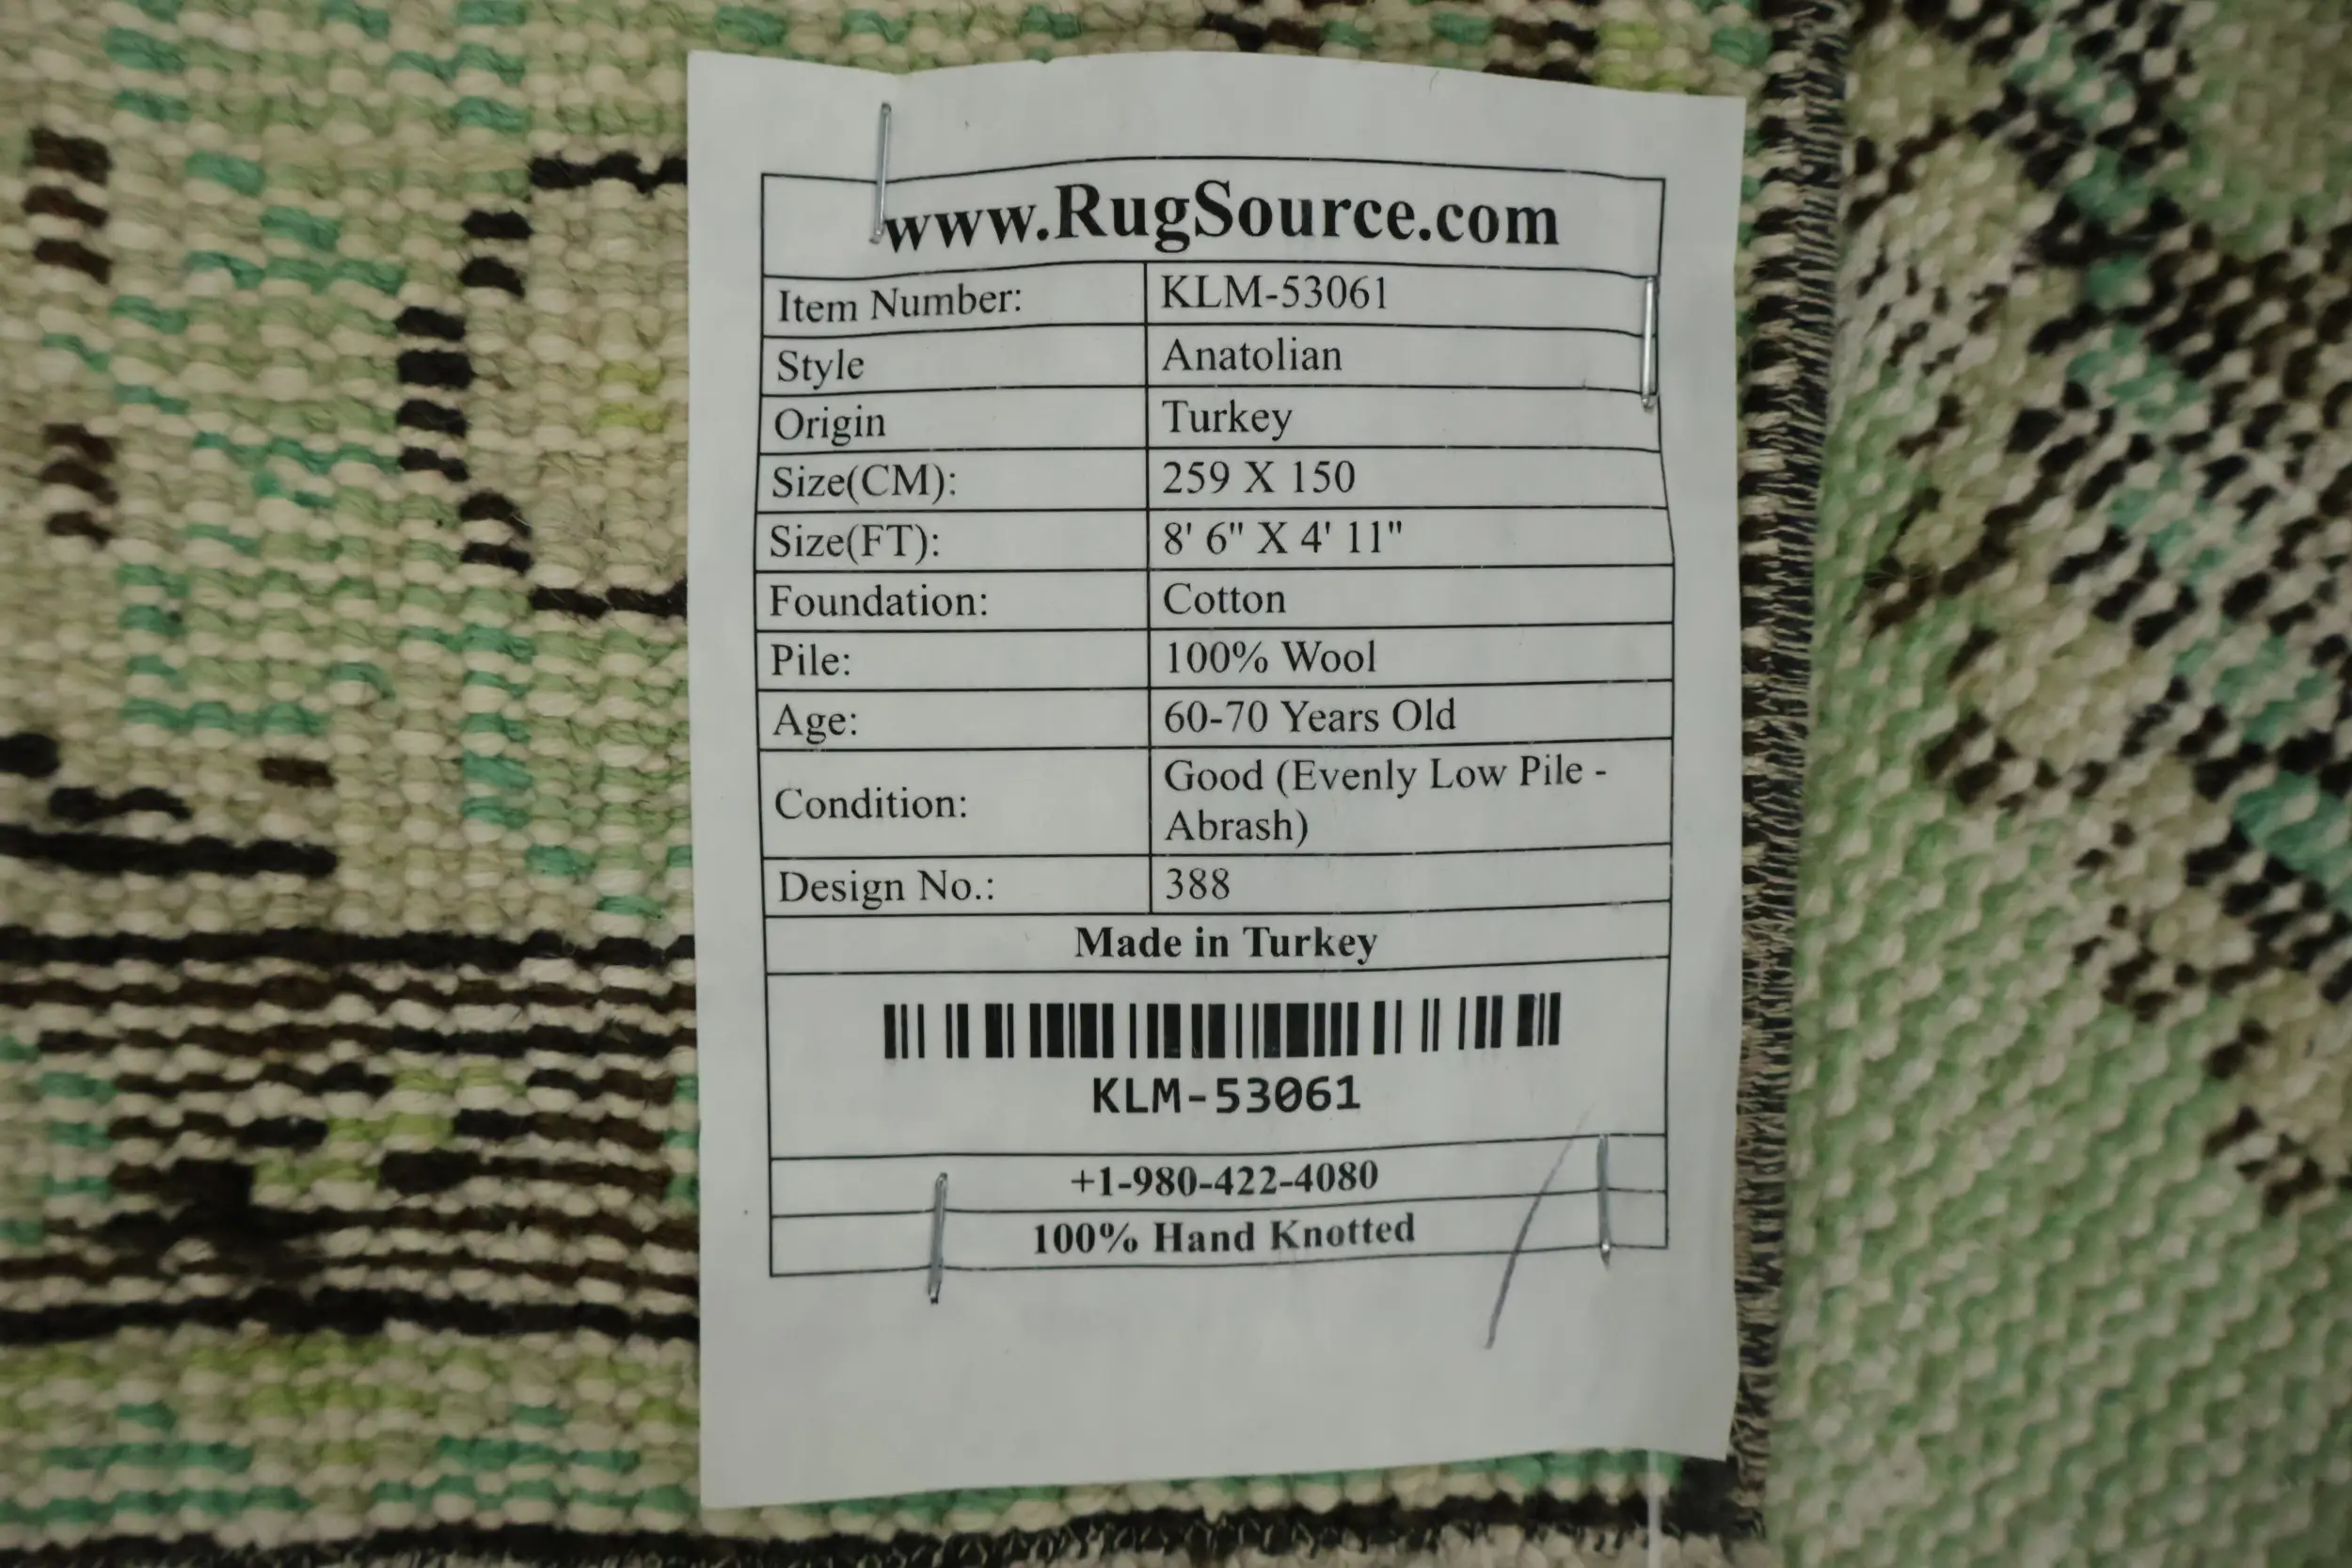 www.RugSource.com
Item Number: KLM-53061
Style Anatolian
Origin Turkey
Size(CM): 259 X 150
Size(FT): 8' 6" X 4' 11"
Foundation: Cotton
Pile: 100% Wool
Age: 60-70 Years Old
Condition: Good (Evenly Low Pile -
Abrash)
Design No.: 388
Made in Turkey
KLM-53061
+1-980-422-4080
100% Hand Knotted